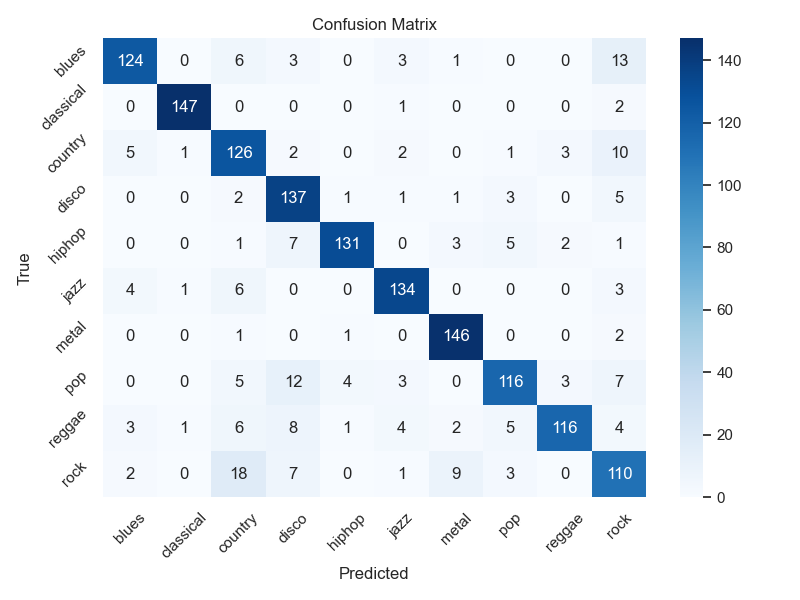 Confusion Matrix
True
blues 124 0 6 3 0 3 1 0 0 13
classical 0 147 0 0 0 1 0 0 0 2
country 5 1 126 2 0 2 0 1 3 10
disco 0 0 2 137 1 1 1 3 0 5
hiphop 0 0 1 7 131 0 3 5 2 1
jazz 4 1 6 0 0 134 0 0 0 3
metal 0 0 1 0 1 0 146 0 0 2
pop 0 0 5 12 4 3 0 116 3 7
reggae 3 1 6 8 1 4 2 5 116 4
rock 2 0 18 7 0 1 9 3 0 110
blues classical country disco hiphop jazz metal pop reggae rock
Predicted
140
120
100
80
60
40
20
0